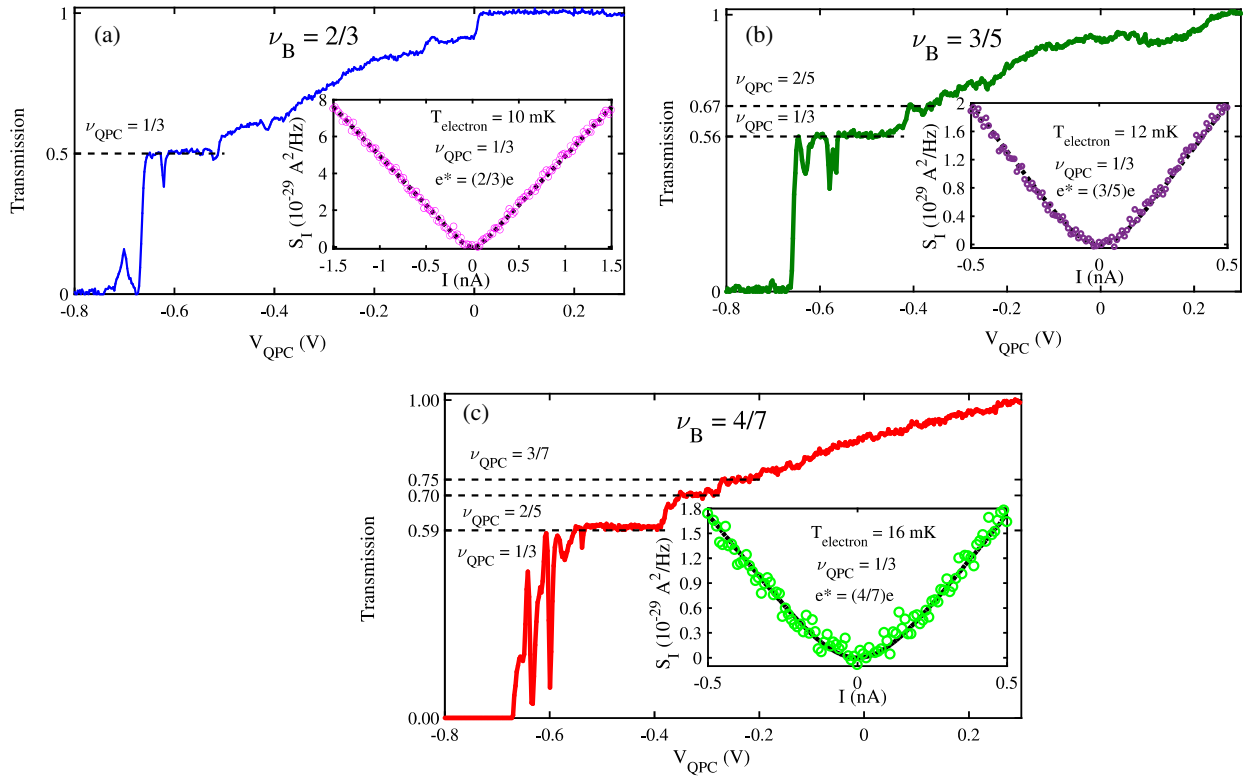 (a)
ν_B = 2/3
Transmission
1
0.5
0
ν_QPC = 1/3
-0.8
-0.6
-0.4
-0.2
0
0.2
V_QPC (V)
S_I (10^-29 A^2/Hz)
8
6
4
2
0
T_electron = 10 mK
ν_QPC = 1/3
e* = (2/3)e
-1.5
-1
-0.5
0
0.5
1
1.5
I (nA)
(b)
ν_B = 3/5
Transmission
1
0.67
0.56
0
ν_QPC = 2/5
ν_QPC = 1/3
-0.8
-0.6
-0.4
-0.2
0
0.2
V_QPC (V)
S_I (10^-29 A^2/Hz)
2
1.6
1.2
0.8
0.4
0
T_electron = 12 mK
ν_QPC = 1/3
e* = (3/5)e
-0.5
0
0.5
I (nA)
(c)
ν_B = 4/7
Transmission
1.00
0.75
0.70
0.59
0.00
ν_QPC = 3/7
ν_QPC = 2/5
ν_QPC = 1/3
-0.8
-0.6
-0.4
-0.2
0
0.2
V_QPC (V)
S_I (10^-29 A^2/Hz)
1.8
1.5
1.2
0.9
0.6
0.3
0
T_electron = 16 mK
ν_QPC = 1/3
e* = (4/7)e
-0.5
0
0.5
I (nA)